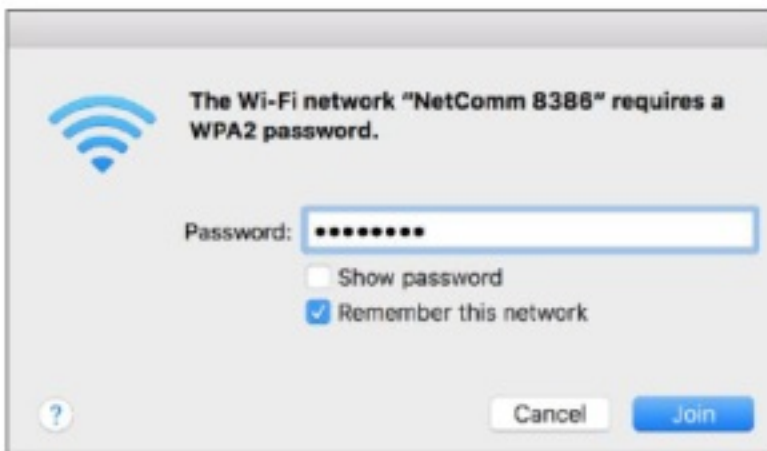 The Wi-Fi network “NetComm 8386” requires a
WPA2 password.
Password: ••••••••
Show password
Remember this network
?
Cancel
Join